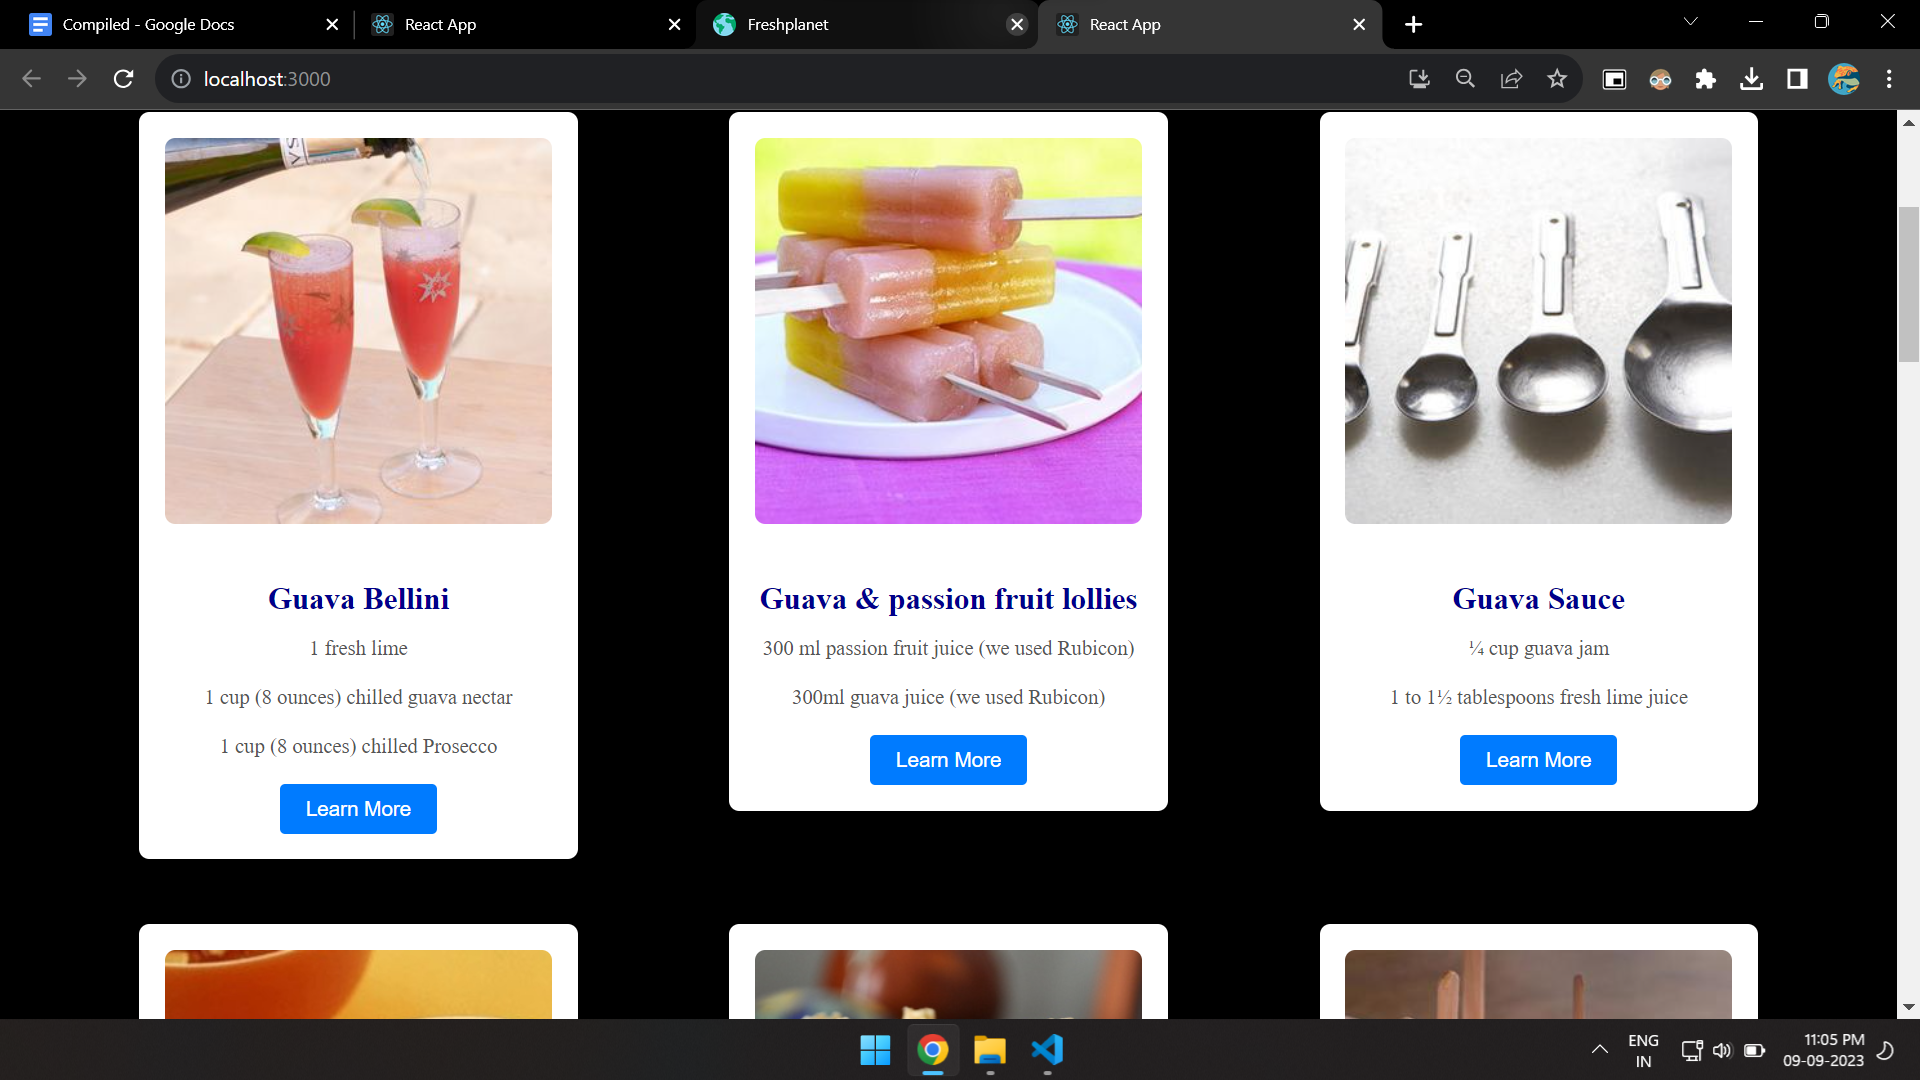 Compiled - Google Docs
React App
Freshplanet
React App
localhost:3000
VS
Guava Bellini
1 fresh lime
1 cup (8 ounces) chilled guava nectar
1 cup (8 ounces) chilled Prosecco
Learn More
Guava & passion fruit lollies
300 ml passion fruit juice (we used Rubicon)
300ml guava juice (we used Rubicon)
Learn More
Guava Sauce
¼ cup guava jam
1 to 1½ tablespoons fresh lime juice
Learn More
ENG
IN
11:05 PM
09-09-2023